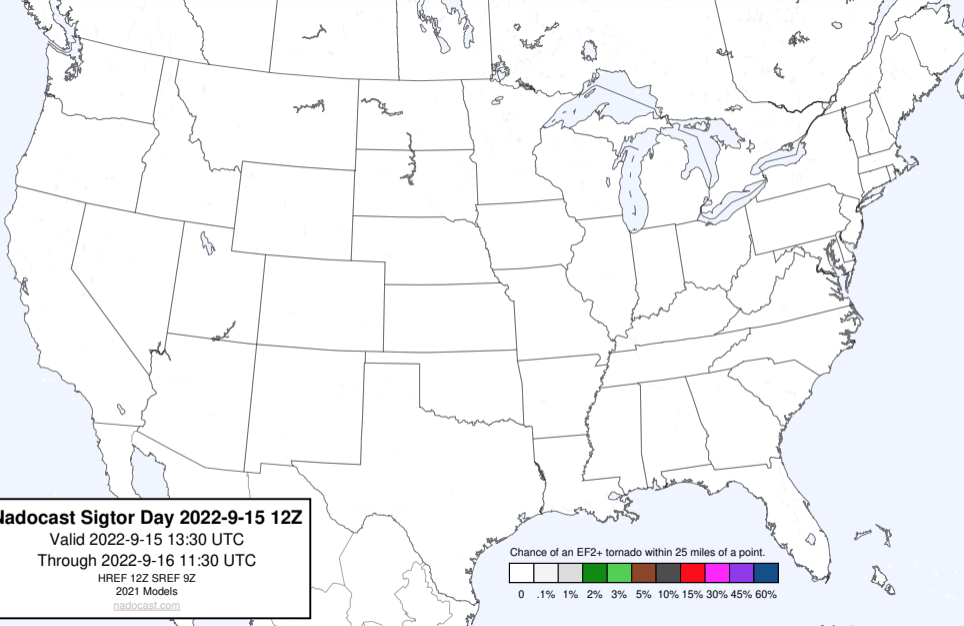 Nadocast Sigtor Day 2022-9-15 12Z
Valid 2022-9-15 13:30 UTC
Through 2022-9-16 11:30 UTC
HREF 12Z SREF 9Z
2021 Models
nadocast.com
Chance of an EF2+ tornado within 25 miles of a point.
0 .1% 1% 2% 3% 5% 10% 15% 30% 45% 60%